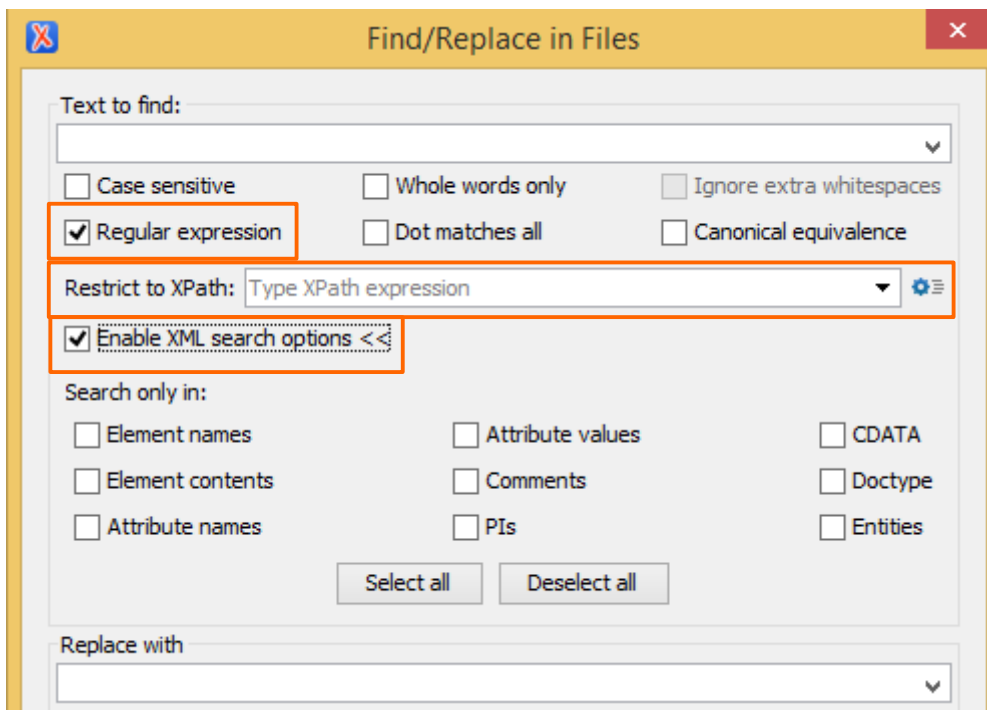 Find/Replace in Files
Text to find:
Case sensitive Whole words only Ignore extra whitespaces
Regular expression Dot matches all Canonical equivalence
Restrict to XPath: Type XPath expression
Enable XML search options <<
Search only in:
Element names Attribute values CDATA
Element contents Comments Doctype
Attribute names PIs Entities
Select all Deselect all
Replace with